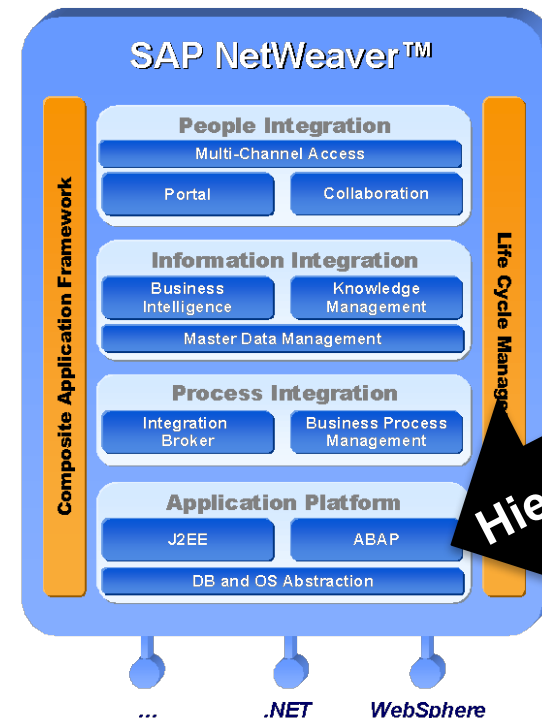 SAP NetWeaver™
People Integration
Multi-Channel Access
Portal
Collaboration
Composite Application Framework
Life Cycle
Information Integration
Business
Intelligence
Knowledge
Management
Master Data Management
Process Integration
Integration
Broker
Business Process
Management
Application Platform
J2EE
ABAP
DB and OS Abstraction
...
.NET
WebSphere